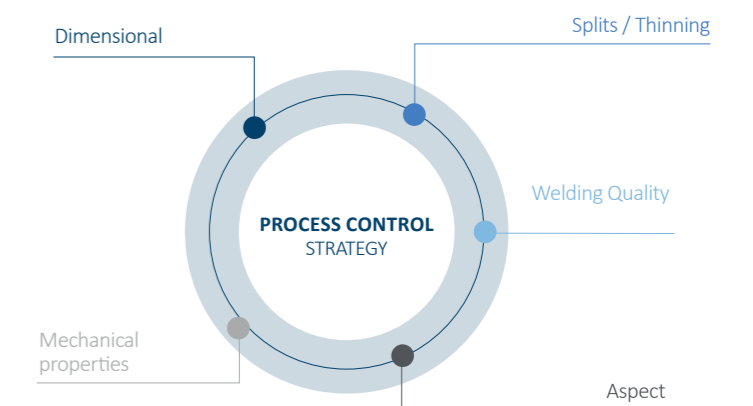 Dimensional
Splits / Thinning
Welding Quality
PROCESS CONTROL
STRATEGY
Mechanical
properties
Aspect